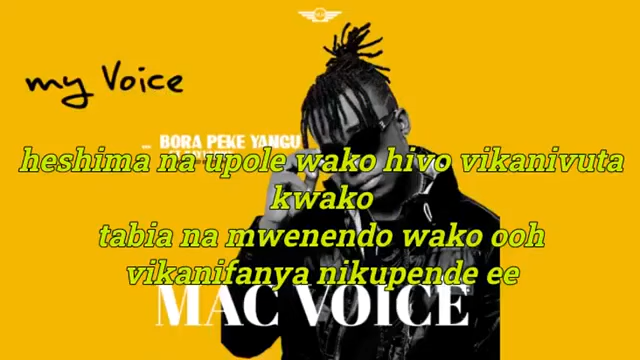 my Voice
BORA PEKE YANGU
heshima na upole wako hivo vikanivuta
kwako
tabia na mwenendo wako ooh
vikanifanya nikupende ee
MAC VOICE